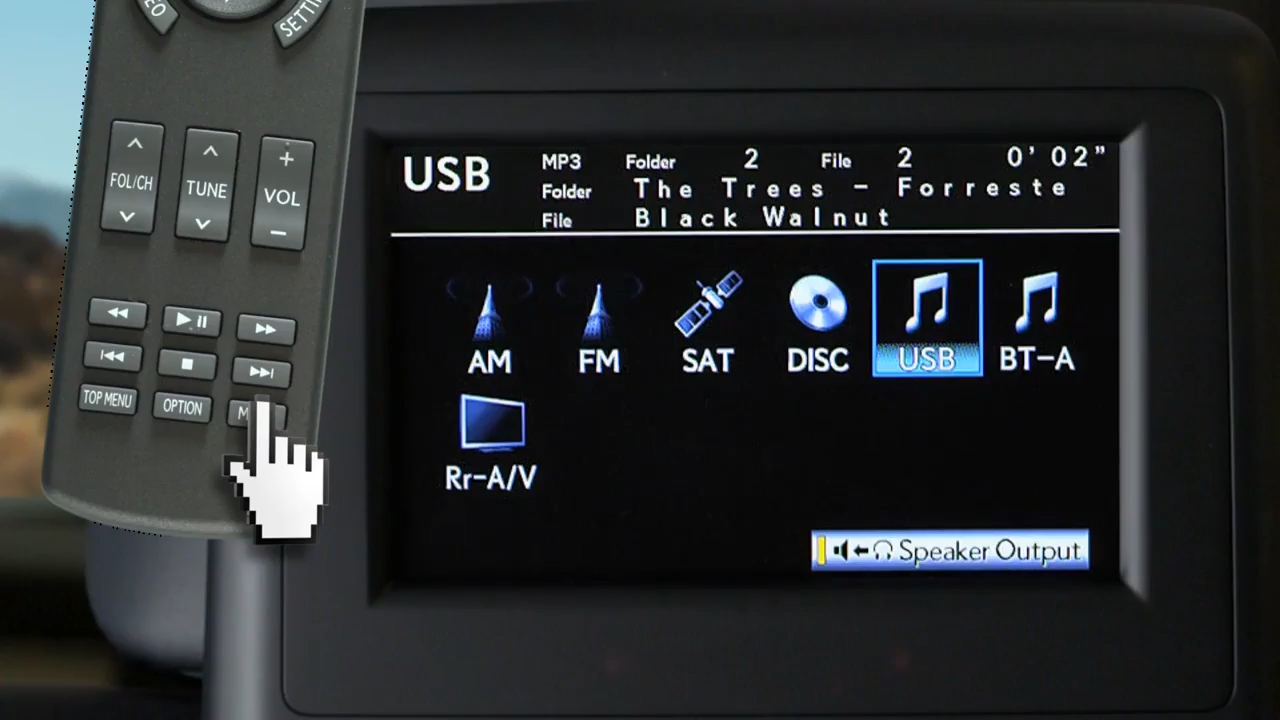 SETTIN
FOL/CH
TUNE
+
VOL
−
TOP MENU
OPTION
M
USB
MP3 Folder 2 File 2 0' 02"
Folder The Trees - Forreste
File Black Walnut
AM
FM
SAT
DISC
USB
BT-A
Rr-A/V
Speaker Output